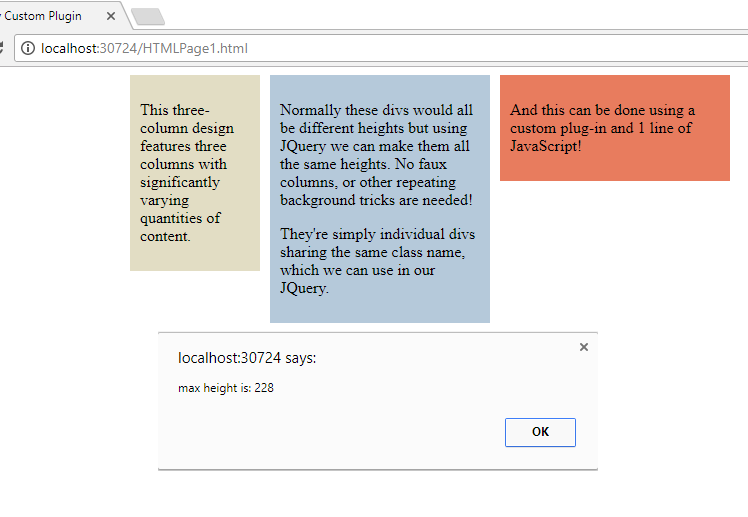 Custom Plugin
localhost:30724/HTMLPage1.html
This three-
column design
features three
columns with
significantly
varying
quantities of
content.
Normally these divs would all
be different heights but using
JQuery we can make them all
the same heights. No faux
columns, or other repeating
background tricks are needed!
They're simply individual divs
sharing the same class name,
which we can use in our
JQuery.
And this can be done using a
custom plug-in and 1 line of
JavaScript!
localhost:30724 says:
max height is: 228
OK